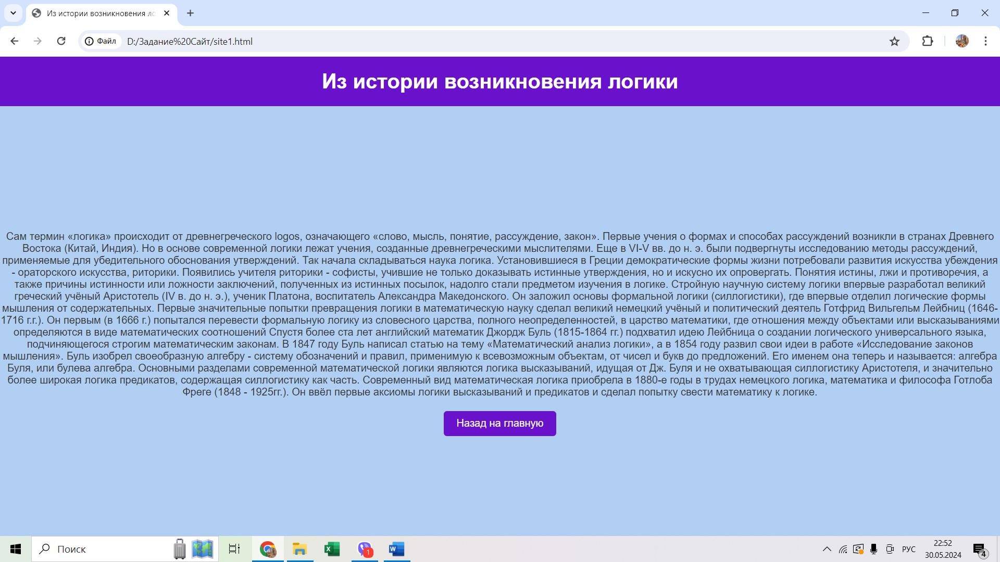 Из истории возникновения ло
Файл
D:/Задание%20Сайт/site1.html
Из истории возникновения логики
Сам термин «логика» происходит от древнегреческого logos, означающего «слово, мысль, понятие, рассуждение, закон». Первые учения о формах и способах рассуждений возникли в странах Древнего
Востока (Китай, Индия). Но в основе современной логики лежат учения, созданные древнегреческими мыслителями. Еще в VI-V вв. до н. э. были подвергнуты исследованию методы рассуждений,
применяемые для убедительного обоснования утверждений. Так начала складываться наука логика. Установившиеся в Греции демократические формы жизни потребовали развития искусства убеждения
- ораторского искусства, риторики. Появились учителя риторики - софисты, учившие не только доказывать истинные утверждения, но и искусно их опровергать. Понятия истины, лжи и противоречия, а
также причины истинности или ложности заключений, полученных из истинных посылок, надолго стали предметом изучения в логике. Стройную научную систему логики впервые разработал великий
греческий учёный Аристотель (IV в. до н. э.), ученик Платона, воспитатель Александра Македонского. Он заложил основы формальной логики (силлогистики), где впервые отделил логические формы
мышления от содержательных. Первые значительные попытки превращения логики в математическую науку сделал великий немецкий учёный и политический деятель Готфрид Вильгельм Лейбниц (1646-
1716 г.г.). Он первым (в 1666 г.) попытался перевести формальную логику из словесного царства, полного неопределенностей, в царство математики, где отношения между объектами или высказываниями
определяются в виде математических соотношений Спустя более ста лет английский математик Джордж Буль (1815-1864 гг.) подхватил идею Лейбница о создании логического универсального языка,
подчиняющегося строгим математическим законам. В 1847 году Буль написал статью на тему «Математический анализ логики», а в 1854 году развил свои идеи в работе «Исследование законов
мышления». Буль изобрел своеобразную алгебру - систему обозначений и правил, применимую к всевозможным объектам, от чисел и букв до предложений. Его именем она теперь и называется: алгебра
Буля, или булева алгебра. Основными разделами современной математической логики являются логика высказываний, идущая от Дж. Буля и не охватывающая силлогистику Аристотеля, и значительно
более широкая логика предикатов, содержащая силлогистику как часть. Современный вид математическая логика приобрела в 1880-е годы в трудах немецкого логика, математика и философа Готлоба
Фреге (1848 - 1925гг.). Он ввёл первые аксиомы логики высказываний и предикатов и сделал попытку свести математику к логике.
Назад на главную
Поиск
1
РУС
22:52
30.05.2024
4